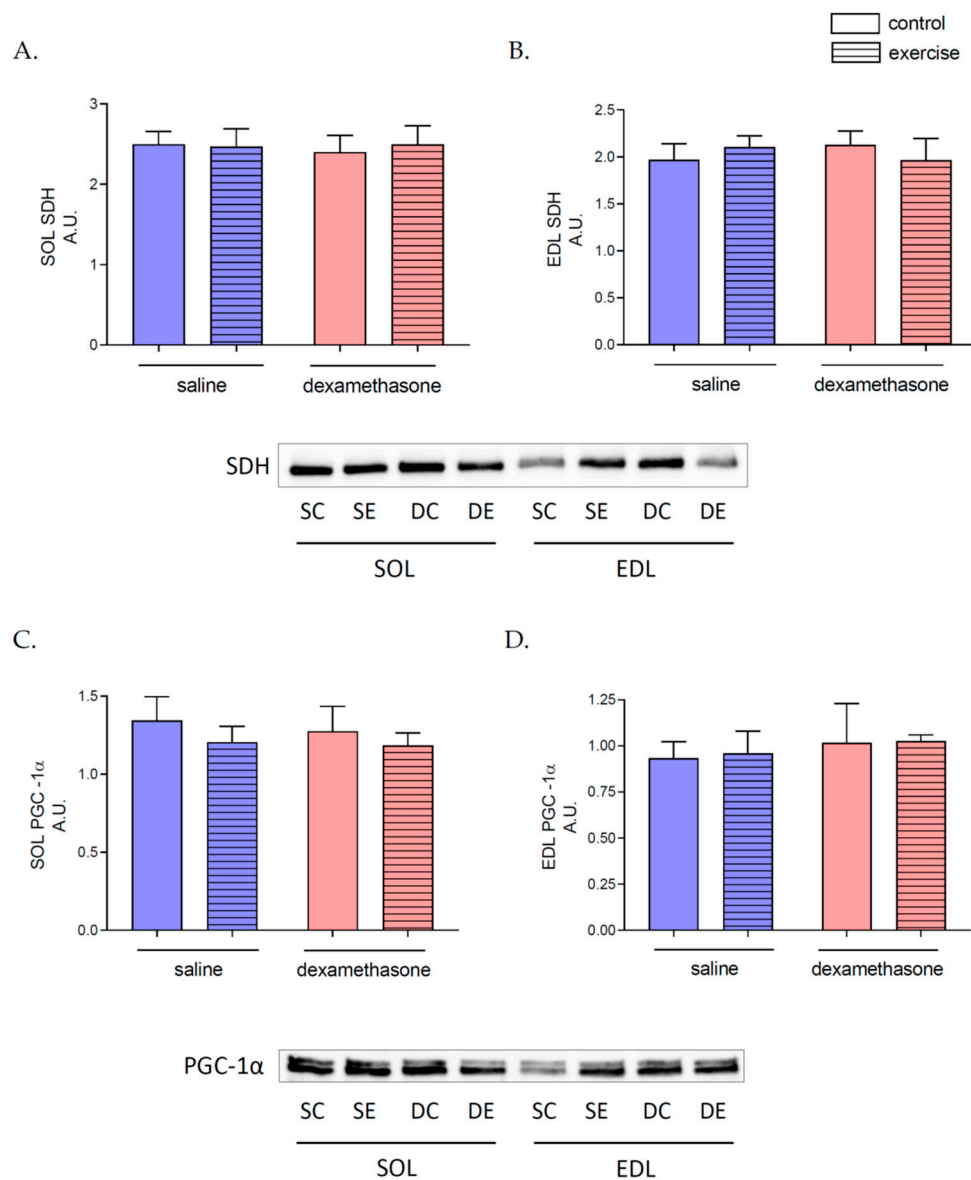 control
exercise
A.
B.
SOL SDH
A.U.
3
2
1
0
saline
dexamethasone
EDL SDH
A.U.
2.5
2.0
1.5
1.0
0.5
0.0
saline
dexamethasone
SDH
SC SE DC DE SC SE DC DE
SOL EDL
C.
D.
SOL PGC -1α
A.U.
1.5
1.0
0.5
0.0
saline
dexamethasone
EDL PGC -1α
A.U.
1.25
1.00
0.75
0.50
0.25
0.00
saline
dexamethasone
PGC-1α
SC SE DC DE SC SE DC DE
SOL EDL